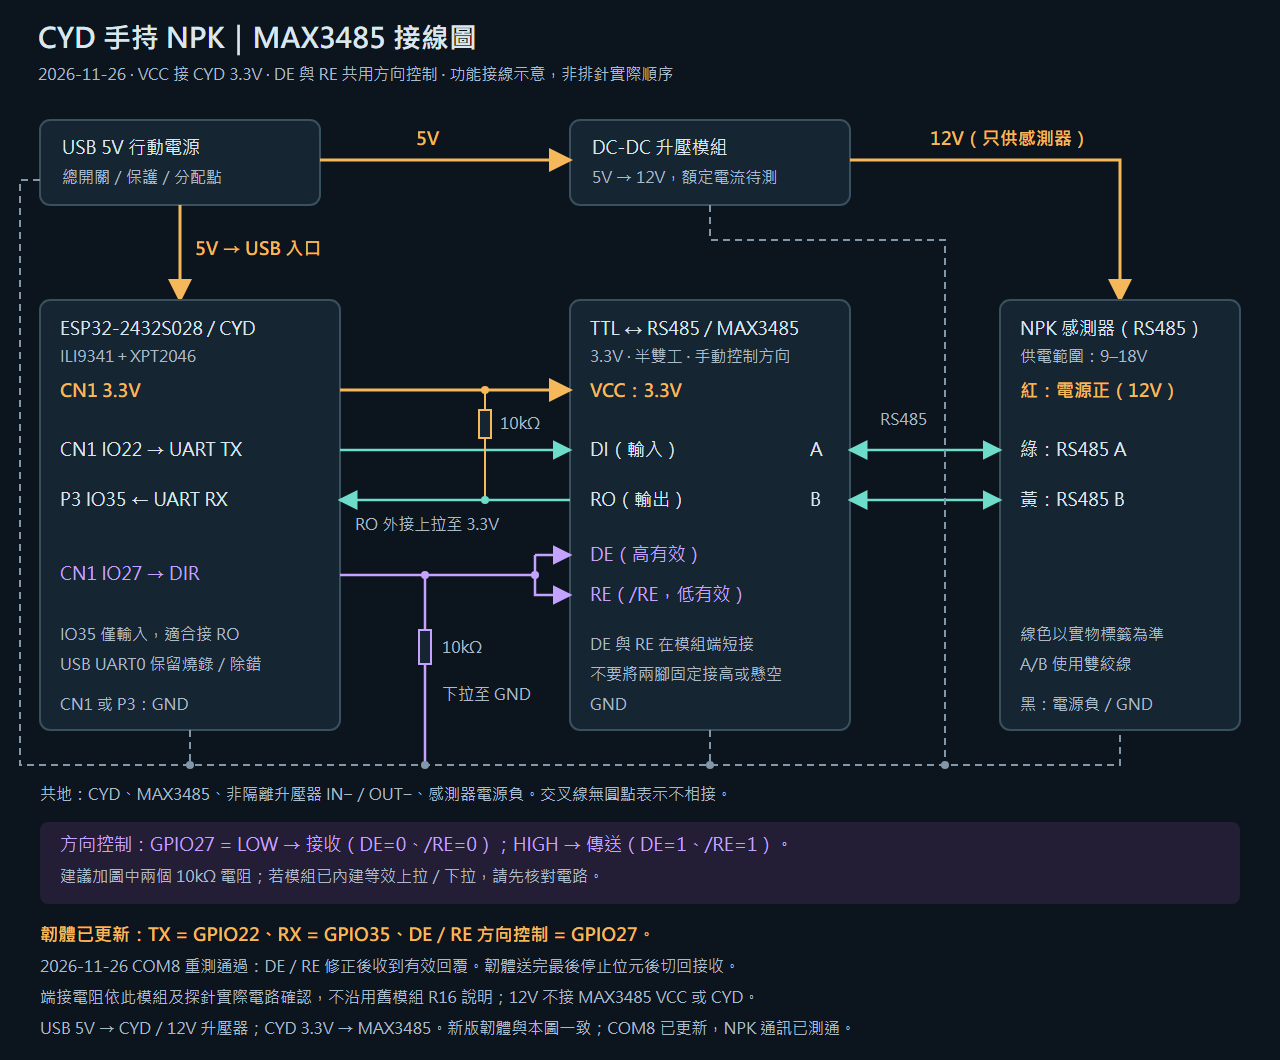 CYD 手持 NPK｜MAX3485 接線圖
2026-11-26 · VCC 接 CYD 3.3V · DE 與 RE 共用方向控制 · 功能接線示意，非排針實際順序
USB 5V 行動電源
總開關 / 保護 / 分配點
5V
DC-DC 升壓模組
5V → 12V，額定電流待測
12V（只供感測器）
5V → USB 入口
ESP32-2432S028 / CYD
ILI9341 + XPT2046
CN1 3.3V
CN1 IO22 → UART TX
P3 IO35 ← UART RX
CN1 IO27 → DIR
IO35 僅輸入，適合接 RO
USB UART0 保留燒錄 / 除錯
CN1 或 P3：GND
10kΩ
RO 外接上拉至 3.3V
10kΩ
下拉至 GND
TTL ↔ RS485 / MAX3485
3.3V · 半雙工 · 手動控制方向
VCC：3.3V
DI（輸入）
A
RO（輸出）
B
DE（高有效）
RE（/RE，低有效）
DE 與 RE 在模組端短接
不要將兩腳固定接高或懸空
GND
RS485
NPK 感測器（RS485）
供電範圍：9–18V
紅：電源正（12V）
綠：RS485 A
黃：RS485 B
線色以實物標籤為準
A/B 使用雙絞線
黑：電源負 / GND
共地：CYD、MAX3485、非隔離升壓器 IN− / OUT−、感測器電源負。交叉線無圓點表示不相接。
方向控制：GPIO27 = LOW → 接收（DE=0、/RE=0）；HIGH → 傳送（DE=1、/RE=1）。
建議加圖中兩個 10kΩ 電阻；若模組已內建等效上拉 / 下拉，請先核對電路。
韌體已更新：TX = GPIO22、RX = GPIO35、DE / RE 方向控制 = GPIO27。
2026-11-26 COM8 重測通過：DE / RE 修正後收到有效回覆。韌體送完最後停止位元後切回接收。
端接電阻依此模組及探針實際電路確認，不沿用舊模組 R16 說明；12V 不接 MAX3485 VCC 或 CYD。
USB 5V → CYD / 12V 升壓器；CYD 3.3V → MAX3485。新版韌體與本圖一致；COM8 已更新，NPK 通訊已測通。